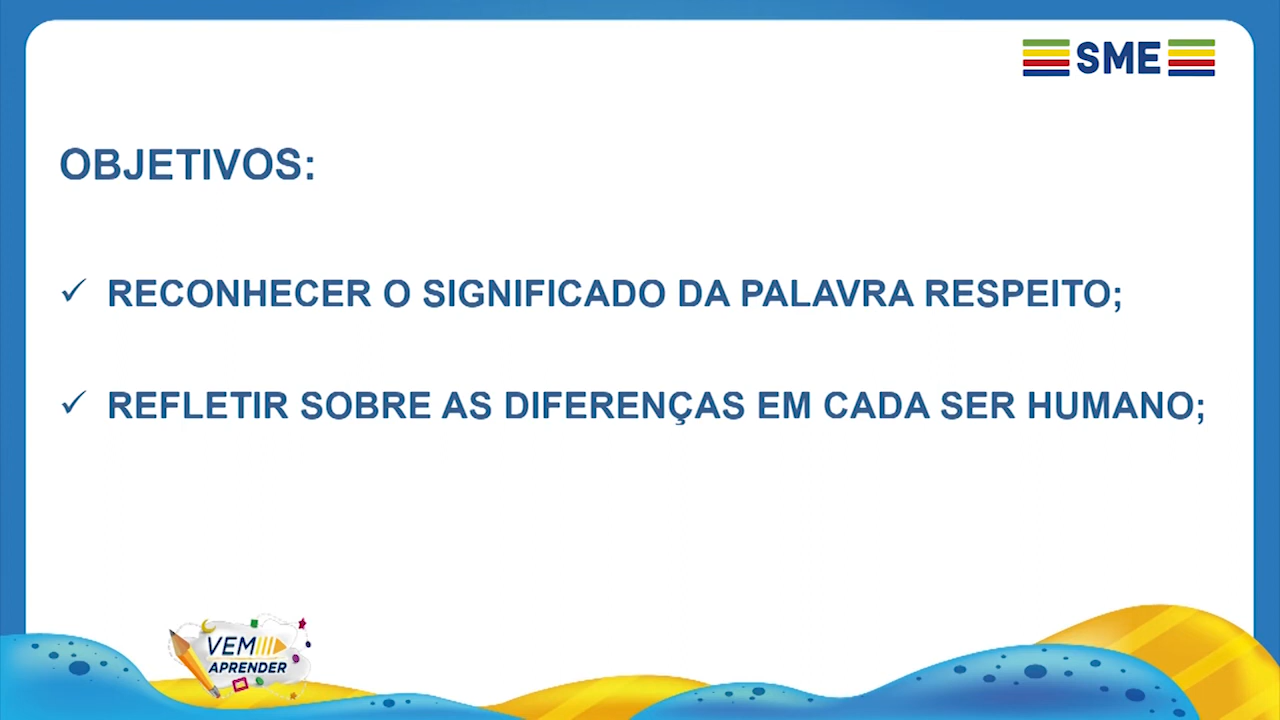 SME
OBJETIVOS:
✓ RECONHECER O SIGNIFICADO DA PALAVRA RESPEITO;
✓ REFLETIR SOBRE AS DIFERENÇAS EM CADA SER HUMANO;
VEM
APRENDER